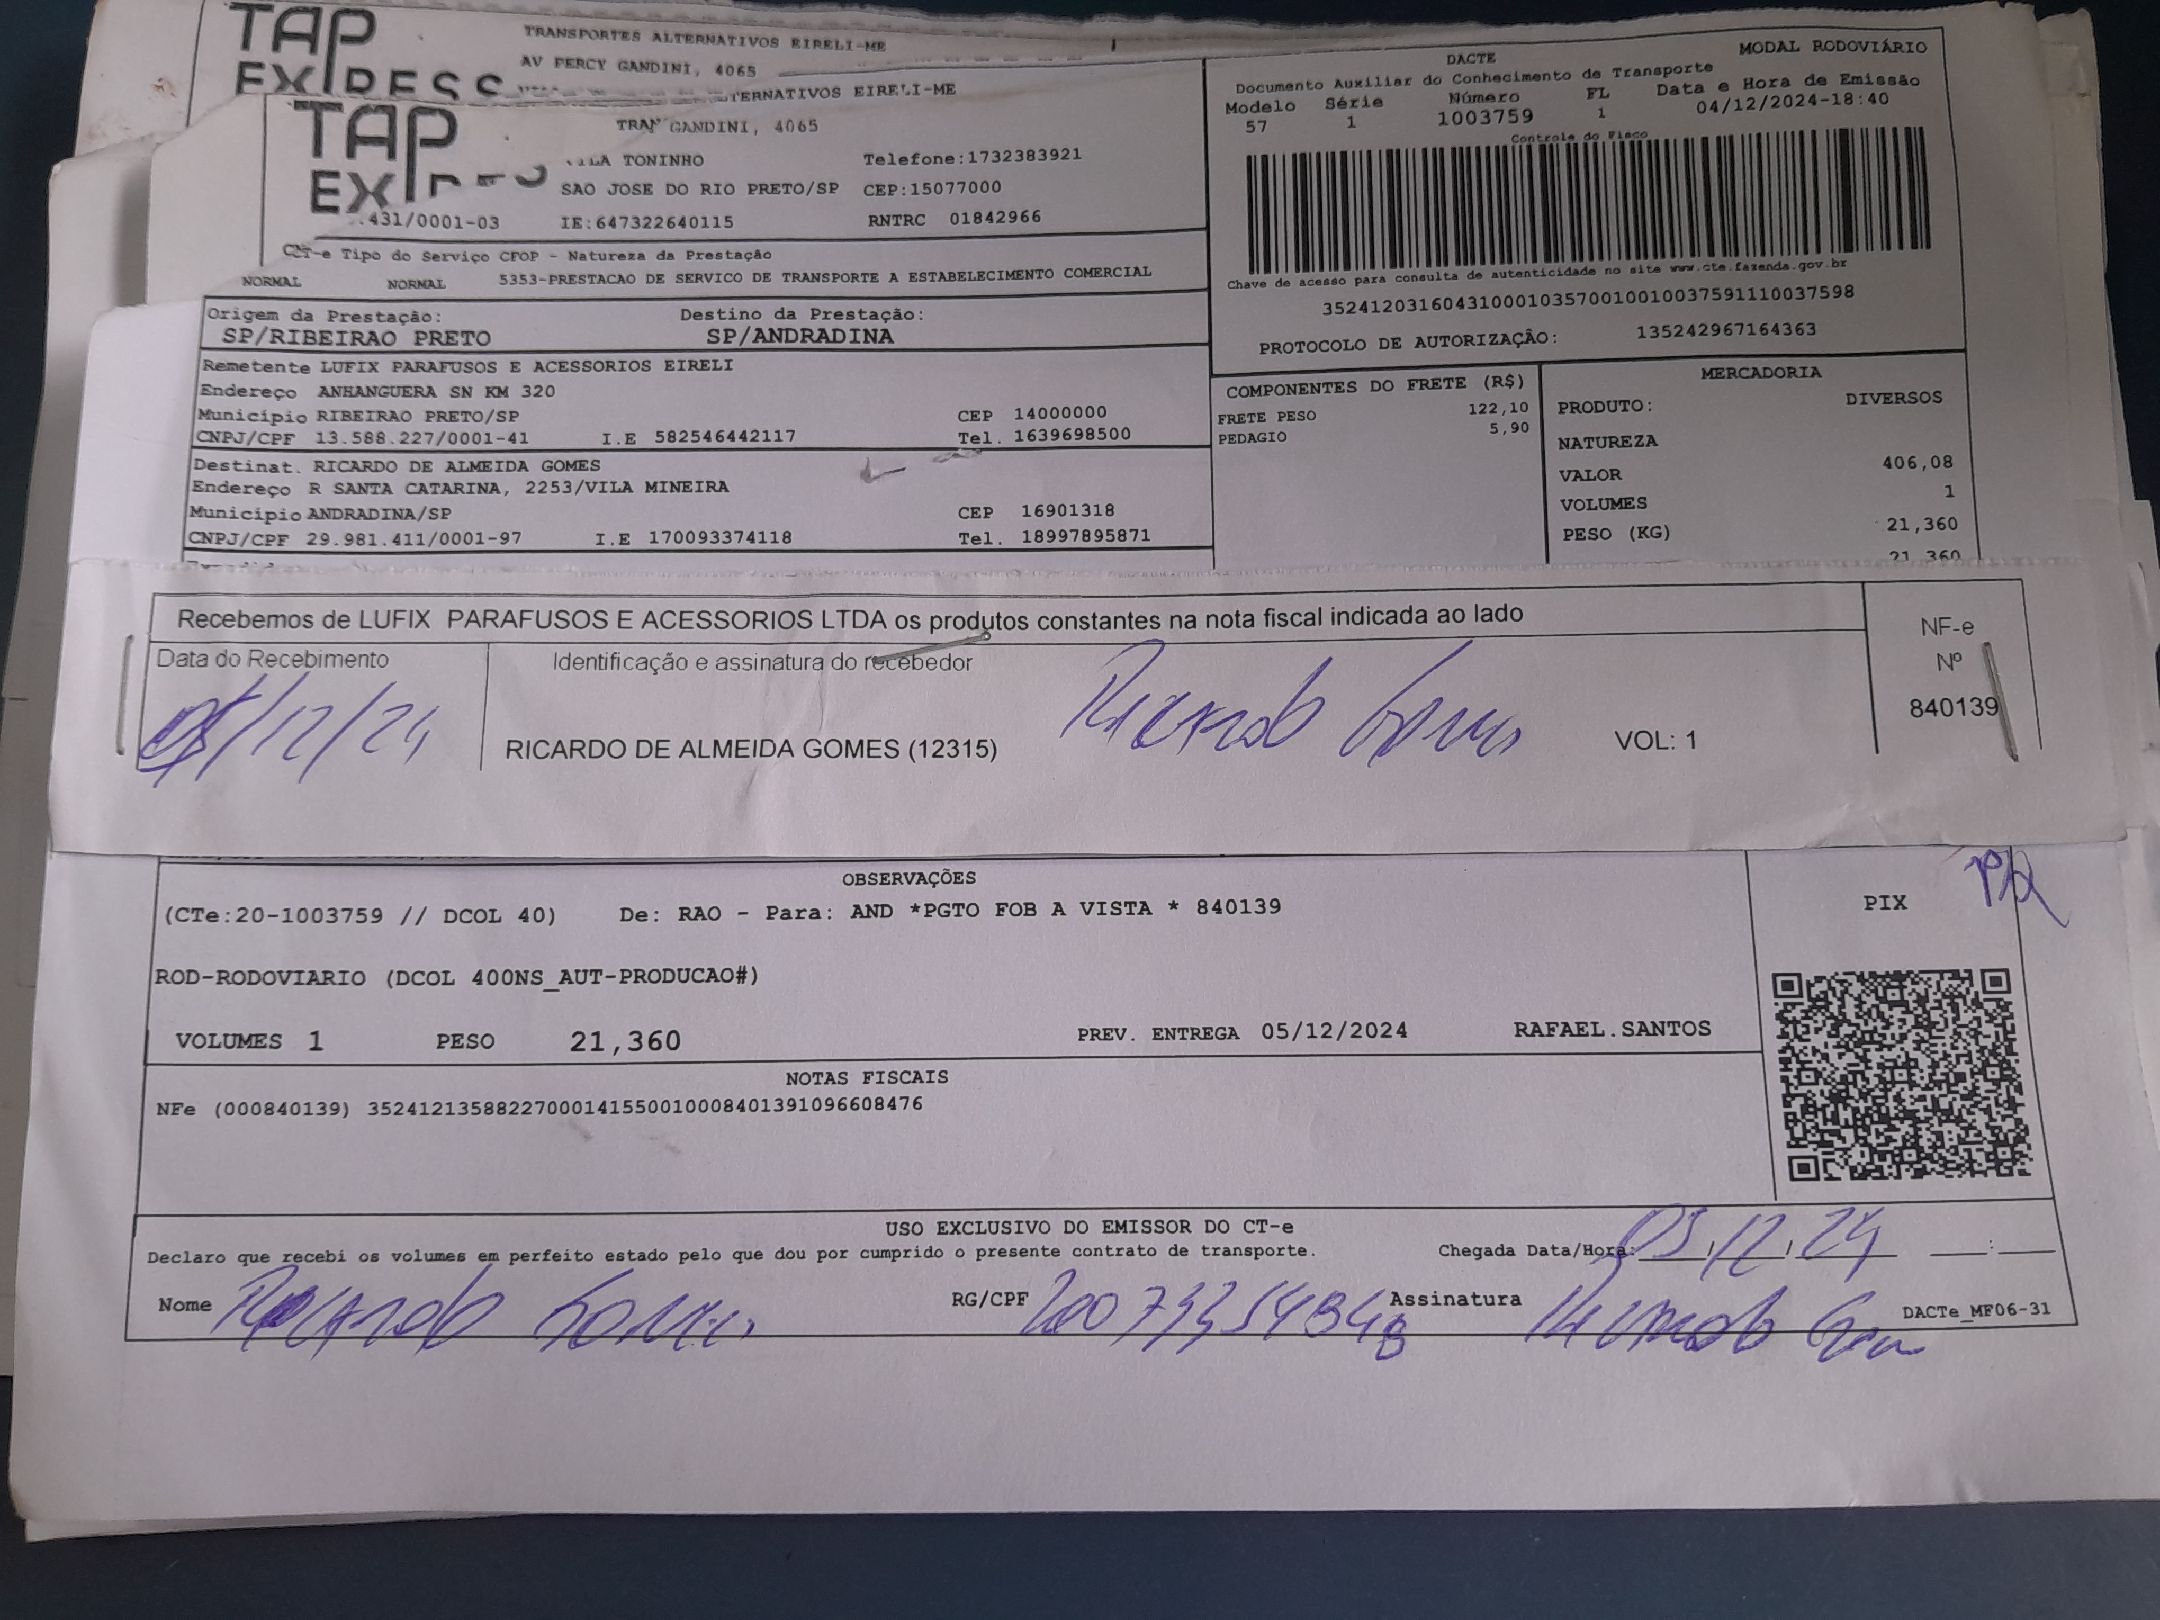 TAP
EXPRESS
TRANSPORTES ALTERNATIVOS EIRELI-ME
AV PERCY GANDINI, 4065
TERNATIVOS EIRELI-ME
TAP
EX
TRAN GANDINI, 4065
TONINHO Telefone:1732383921
SAO JOSE DO RIO PRETO/SP CEP:15077000
.431/0001-03 IE:647322640115 RNTRC 01842966
CT-e Tipo do Serviço CFOP - Natureza da Prestação
NORMAL NORMAL 5353-PRESTACAO DE SERVICO DE TRANSPORTE A ESTABELECIMENTO COMERCIAL
DACTE MODAL RODOVIÁRIO
Documento Auxiliar do Conhecimento de Transporte
Modelo Série Número FL Data e Hora de Emissão
57 1 1003759 1 04/12/2024-18:40
Controle do Fisco
Chave de acesso para consulta de autenticidade no site www.cte.fazenda.gov.br
35241203160431000103570010010037591110037598
PROTOCOLO DE AUTORIZAÇÃO: 135242967164363
Origem da Prestação: Destino da Prestação:
SP/RIBEIRAO PRETO SP/ANDRADINA
Remetente LUFIX PARAFUSOS E ACESSORIOS EIRELI
Endereço ANHANGUERA SN KM 320
Município RIBEIRAO PRETO/SP CEP 14000000
CNPJ/CPF 13.588.227/0001-41 I.E 582546442117 Tel. 1639698500
Destinat. RICARDO DE ALMEIDA GOMES
Endereço R SANTA CATARINA, 2253/VILA MINEIRA
Município ANDRADINA/SP CEP 16901318
CNPJ/CPF 29.981.411/0001-97 I.E 170093374118 Tel. 18997895871
COMPONENTES DO FRETE (R$)
FRETE PESO 122,10
PEDAGIO 5,90
MERCADORIA
PRODUTO: DIVERSOS
NATUREZA
VALOR 406,08
VOLUMES 1
PESO (KG) 21,360
21,360
Recebemos de LUFIX PARAFUSOS E ACESSORIOS LTDA os produtos constantes na nota fiscal indicada ao lado
NF-e
Nº
840139
Data do Recebimento Identificação e assinatura do recebedor
05/12/24 RICARDO DE ALMEIDA GOMES (12315) Ricardo Gomes VOL: 1
OBSERVAÇÕES
(CTe:20-1003759 // DCOL 40) De: RAO - Para: AND *PGTO FOB A VISTA * 840139
PIX
ROD-RODOVIARIO (DCOL 400NS_AUT-PRODUCAO#)
VOLUMES 1 PESO 21,360 PREV. ENTREGA 05/12/2024 RAFAEL.SANTOS
NOTAS FISCAIS
NFe (000840139) 35241213588227000141550010008401391096608476
USO EXCLUSIVO DO EMISSOR DO CT-e
Declaro que recebi os volumes em perfeito estado pelo que dou por cumprido o presente contrato de transporte. Chegada Data/Hora: 05/12/24 :
Nome Ricardo Gomes RG/CPF Assinatura Ricardo Gom DACTe_MF06-31